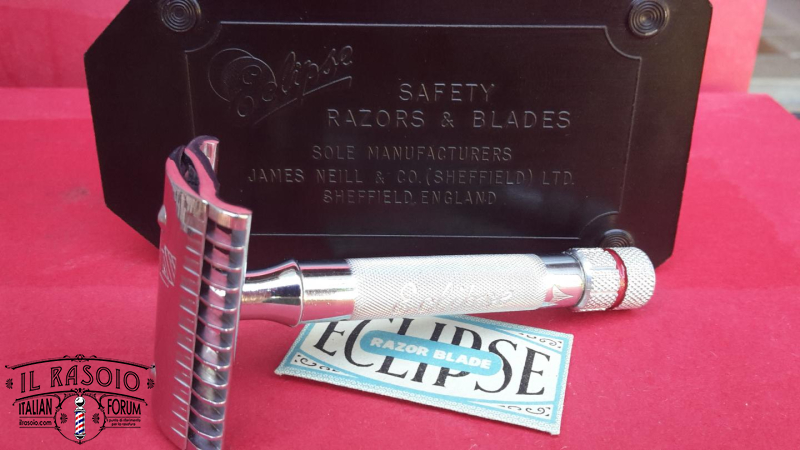 Eclipse
SAFETY
RAZORS & BLADES
SOLE MANUFACTURERS
JAMES NEILL & CO. (SHEFFIELD) LTD.
SHEFFIELD, ENGLAND
Eclipse
ECLIPSE
RAZOR BLADE
IL RASOIO
ITALIAN FORUM
ilrasoio.com